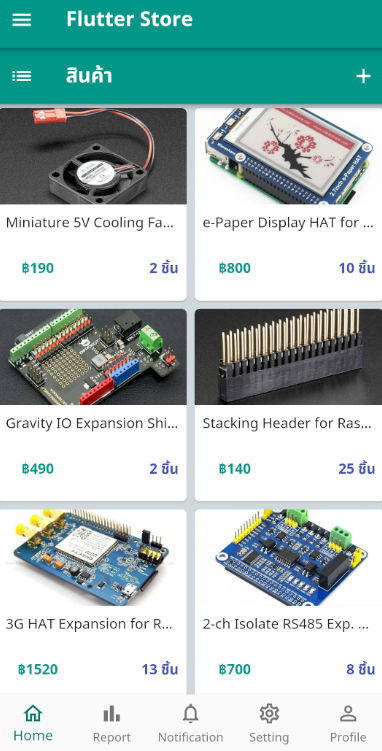 Flutter Store
สินค้า
Miniature 5V Cooling Fa...
e-Paper Display HAT for ...
฿190
2 ชิ้น
฿800
10 ชิ้น
Gravity IO Expansion Shi...
Stacking Header for Ras...
฿490
2 ชิ้น
฿140
25 ชิ้น
3G HAT Expansion for R...
2-ch Isolate RS485 Exp. ...
฿1520
13 ชิ้น
฿700
8 ชิ้น
Home
Report
Notification
Setting
Profile